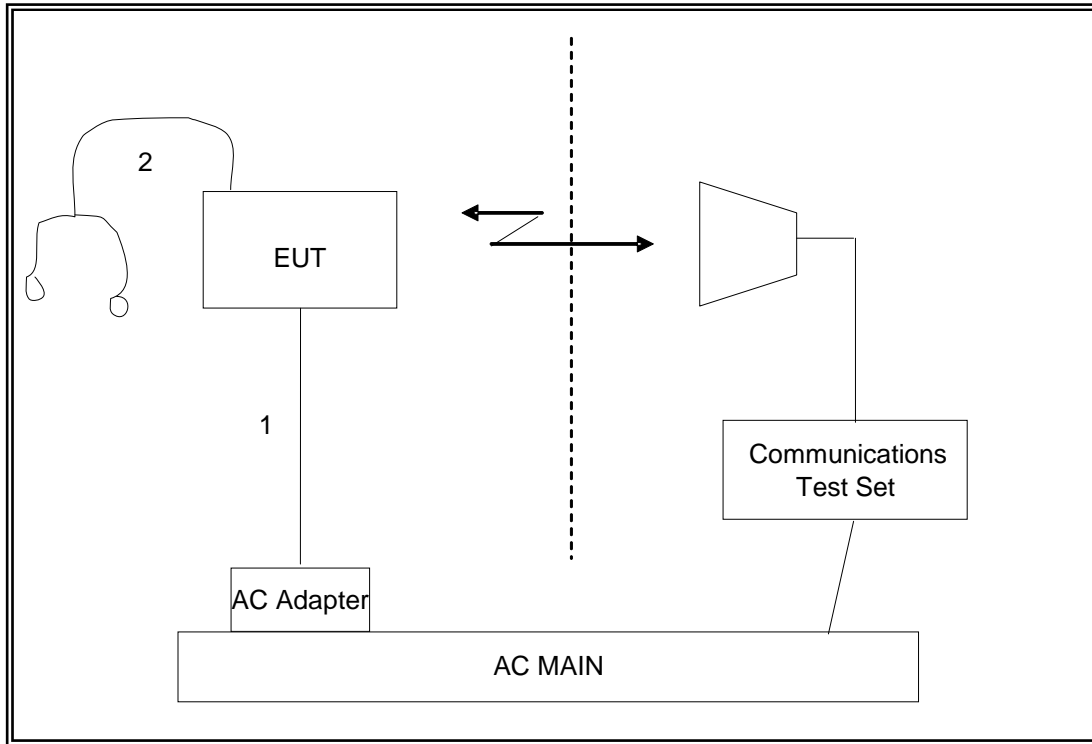 2
EUT
1
Communications
Test Set
AC Adapter
AC MAIN